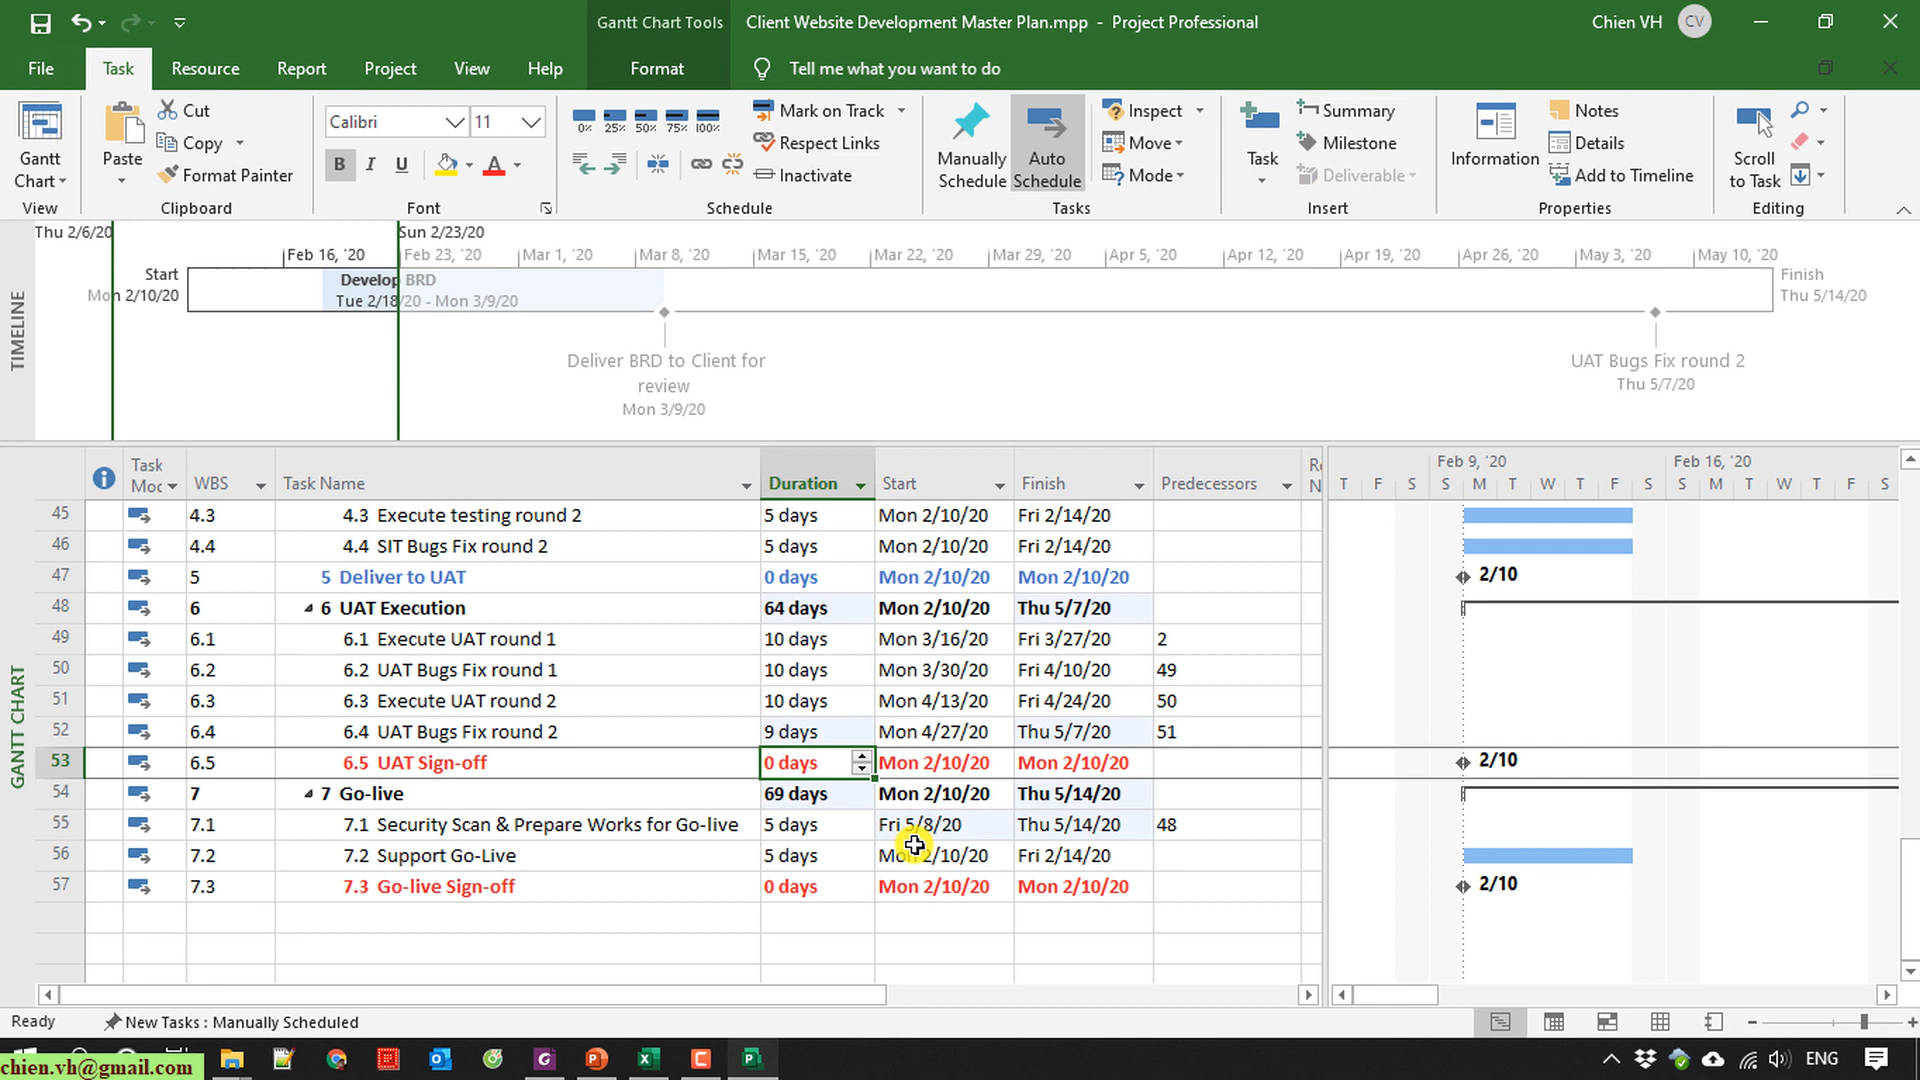 Gantt Chart Tools
Client Website Development Master Plan.mpp - Project Professional
Chien VH
CV
File
Task
Resource
Report
Project
View
Help
Format
Tell me what you want to do
Gantt Chart
Paste
Cut
Copy
Format Painter
Calibri
11
B I U
A
0% 25% 50% 75% 100%
Mark on Track
Respect Links
Inactivate
Manually Schedule
Auto Schedule
Inspect
Move
Mode
Task
Summary
Milestone
Deliverable
Information
Notes
Details
Add to Timeline
Scroll to Task
View
Clipboard
Font
Schedule
Tasks
Insert
Properties
Editing
TIMELINE
Thu 2/6/20
Sun 2/23/20
Feb 16, '20
Feb 23, '20
Mar 1, '20
Mar 8, '20
Mar 15, '20
Mar 22, '20
Mar 29, '20
Apr 5, '20
Apr 12, '20
Apr 19, '20
Apr 26, '20
May 3, '20
May 10, '20
Start
Mon 2/10/20
Develop BRD
Tue 2/18/20 - Mon 3/9/20
Finish
Thu 5/14/20
Deliver BRD to Client for
review
Mon 3/9/20
UAT Bugs Fix round 2
Thu 5/7/20
GANTT CHART
Task Moc WBS Task Name Duration Start Finish Predecessors
Feb 9, '20 Feb 16, '20
T F S S M T W T F S S M T W T F S
45 4.3 4.3 Execute testing round 2 5 days Mon 2/10/20 Fri 2/14/20
46 4.4 4.4 SIT Bugs Fix round 2 5 days Mon 2/10/20 Fri 2/14/20
47 5 5 Deliver to UAT 0 days Mon 2/10/20 Mon 2/10/20 2/10
48 6 6 UAT Execution 64 days Mon 2/10/20 Thu 5/7/20
49 6.1 6.1 Execute UAT round 1 10 days Mon 3/16/20 Fri 3/27/20 2
50 6.2 6.2 UAT Bugs Fix round 1 10 days Mon 3/30/20 Fri 4/10/20 49
51 6.3 6.3 Execute UAT round 2 10 days Mon 4/13/20 Fri 4/24/20 50
52 6.4 6.4 UAT Bugs Fix round 2 9 days Mon 4/27/20 Thu 5/7/20 51
53 6.5 6.5 UAT Sign-off 0 days Mon 2/10/20 Mon 2/10/20 2/10
54 7 7 Go-live 69 days Mon 2/10/20 Thu 5/14/20
55 7.1 7.1 Security Scan & Prepare Works for Go-live 5 days Fri 5/8/20 Thu 5/14/20 48
56 7.2 7.2 Support Go-Live 5 days Mon 2/10/20 Fri 2/14/20
57 7.3 7.3 Go-live Sign-off 0 days Mon 2/10/20 Mon 2/10/20 2/10
Ready
New Tasks : Manually Scheduled
chien.vh@gmail.com
ENG